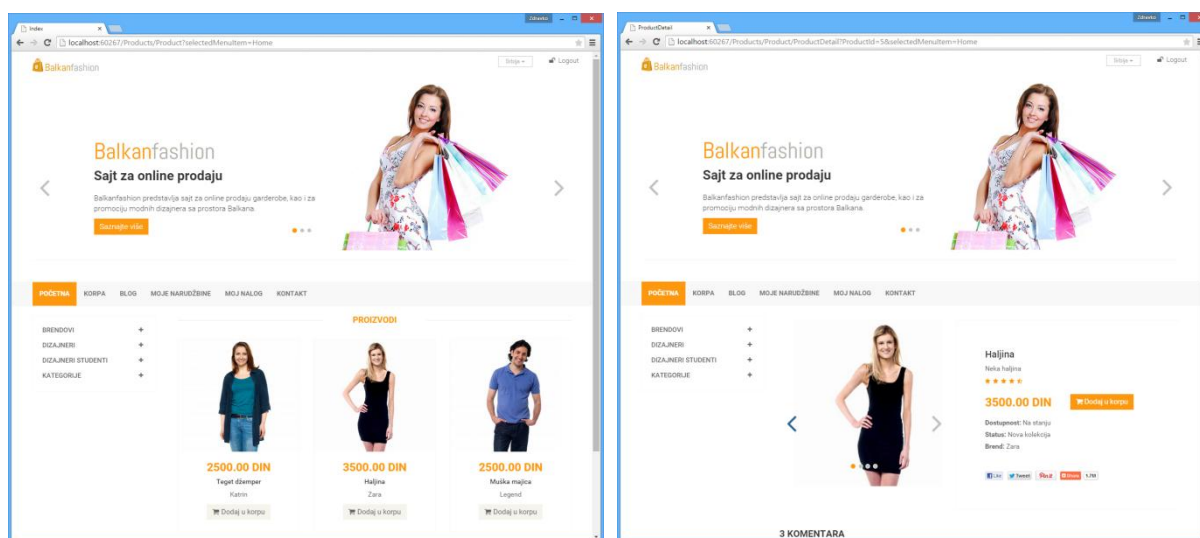 Index
Zdravko
localhost:60267/Products/Product?selectedMenuItem=Home
Balkanfashion
Srbija
Logout
Balkanfashion
Sajt za online prodaju
Balkanfashion predstavlja sajt za online prodaju garderobe, kao i za
promociju modnih dizajnera sa prostora Balkana.
Saznajte više
POČETNA KORPA BLOG MOJE NARUDŽBINE MOJ NALOG KONTAKT
BRENDOVI +
DIZAJNERI +
DIZAJNERI STUDENTI +
KATEGORIJE +
PROIZVODI
2500.00 DIN 3500.00 DIN 2500.00 DIN
Teget džemper Haljina Muška majica
Katrin Zara Legend
Dodaj u korpu Dodaj u korpu Dodaj u korpu
ProductDetail
Zdravko
localhost:60267/Products/Product/ProductDetail?ProductId=5&selectedMenuItem=Home
Balkanfashion
Srbija
Logout
Balkanfashion
Sajt za online prodaju
Balkanfashion predstavlja sajt za online prodaju garderobe, kao i za
promociju modnih dizajnera sa prostora Balkana.
Saznajte više
POČETNA KORPA BLOG MOJE NARUDŽBINE MOJ NALOG KONTAKT
BRENDOVI +
DIZAJNERI +
DIZAJNERI STUDENTI +
KATEGORIJE +
Haljina
Neka haljina
3500.00 DIN Dodaj u korpu
Dostupnost: Na stanju
Status: Nova kolekcija
Brend: Zara
Like Tweet Pin it Share 1.7M
3 KOMENTARA